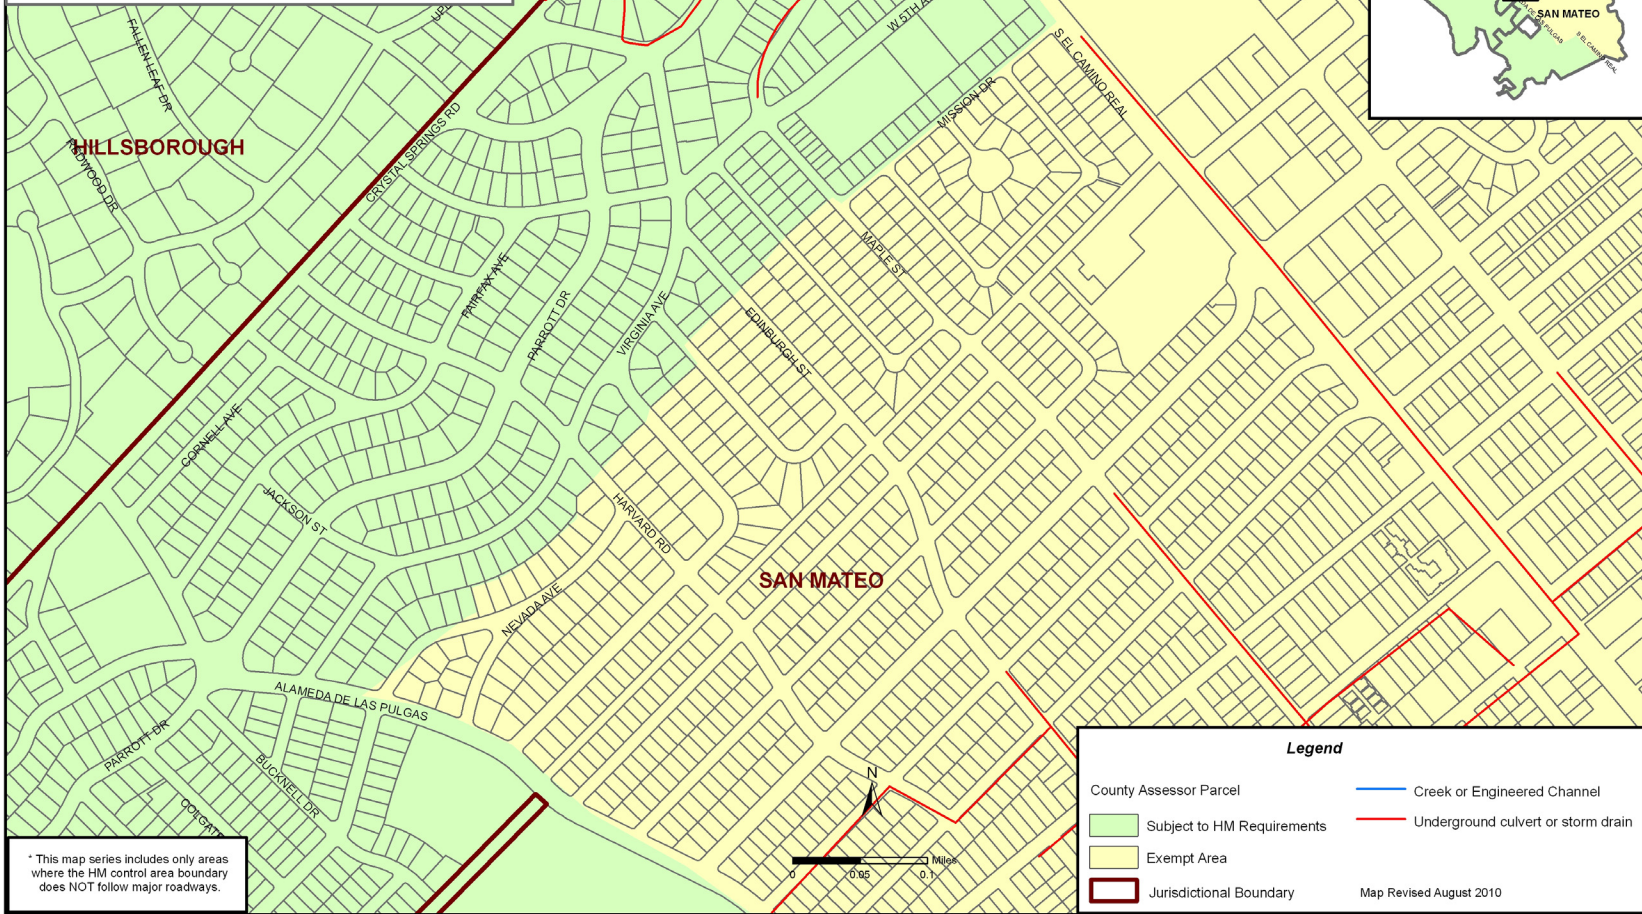 FALLEN LEAF DR
W 5TH A
SAN MATEO
S EL CAMINO REAL
S EL CAMINO REAL
HILLSBOROUGH
REDWOOD DR
CRYSTAL SPRINGS RD
MISSION DR
MAPLE ST
FAIRFAX AVE
PARROTT DR
VIRGINIA AVE
EDINBURGH ST
CORNELL AVE
JACKSON ST
HARVARD RD
SAN MATEO
NEVADA AVE
ALAMEDA DE LAS PULGAS
PARROTT DR
BUCKNELL DR
COLGATE
N
Miles
0 0.05 0.1
* This map series includes only areas
where the HM control area boundary
does NOT follow major roadways.
Legend
County Assessor Parcel
Creek or Engineered Channel
Subject to HM Requirements
Underground culvert or storm drain
Exempt Area
Jurisdictional Boundary
Map Revised August 2010